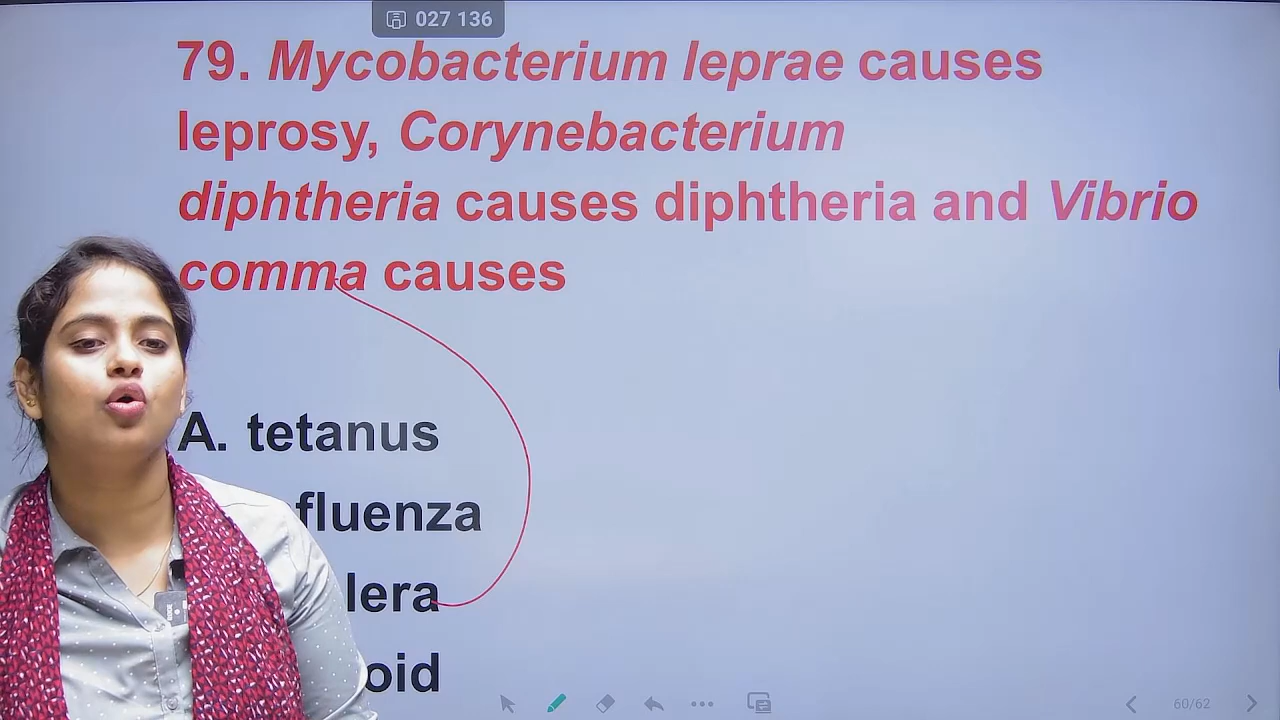 027 136
79. Mycobacterium leprae causes
leprosy, Corynebacterium
diphtheria causes diphtheria and Vibrio
comma causes
A. tetanus
fluenza
lera
oid
60/62